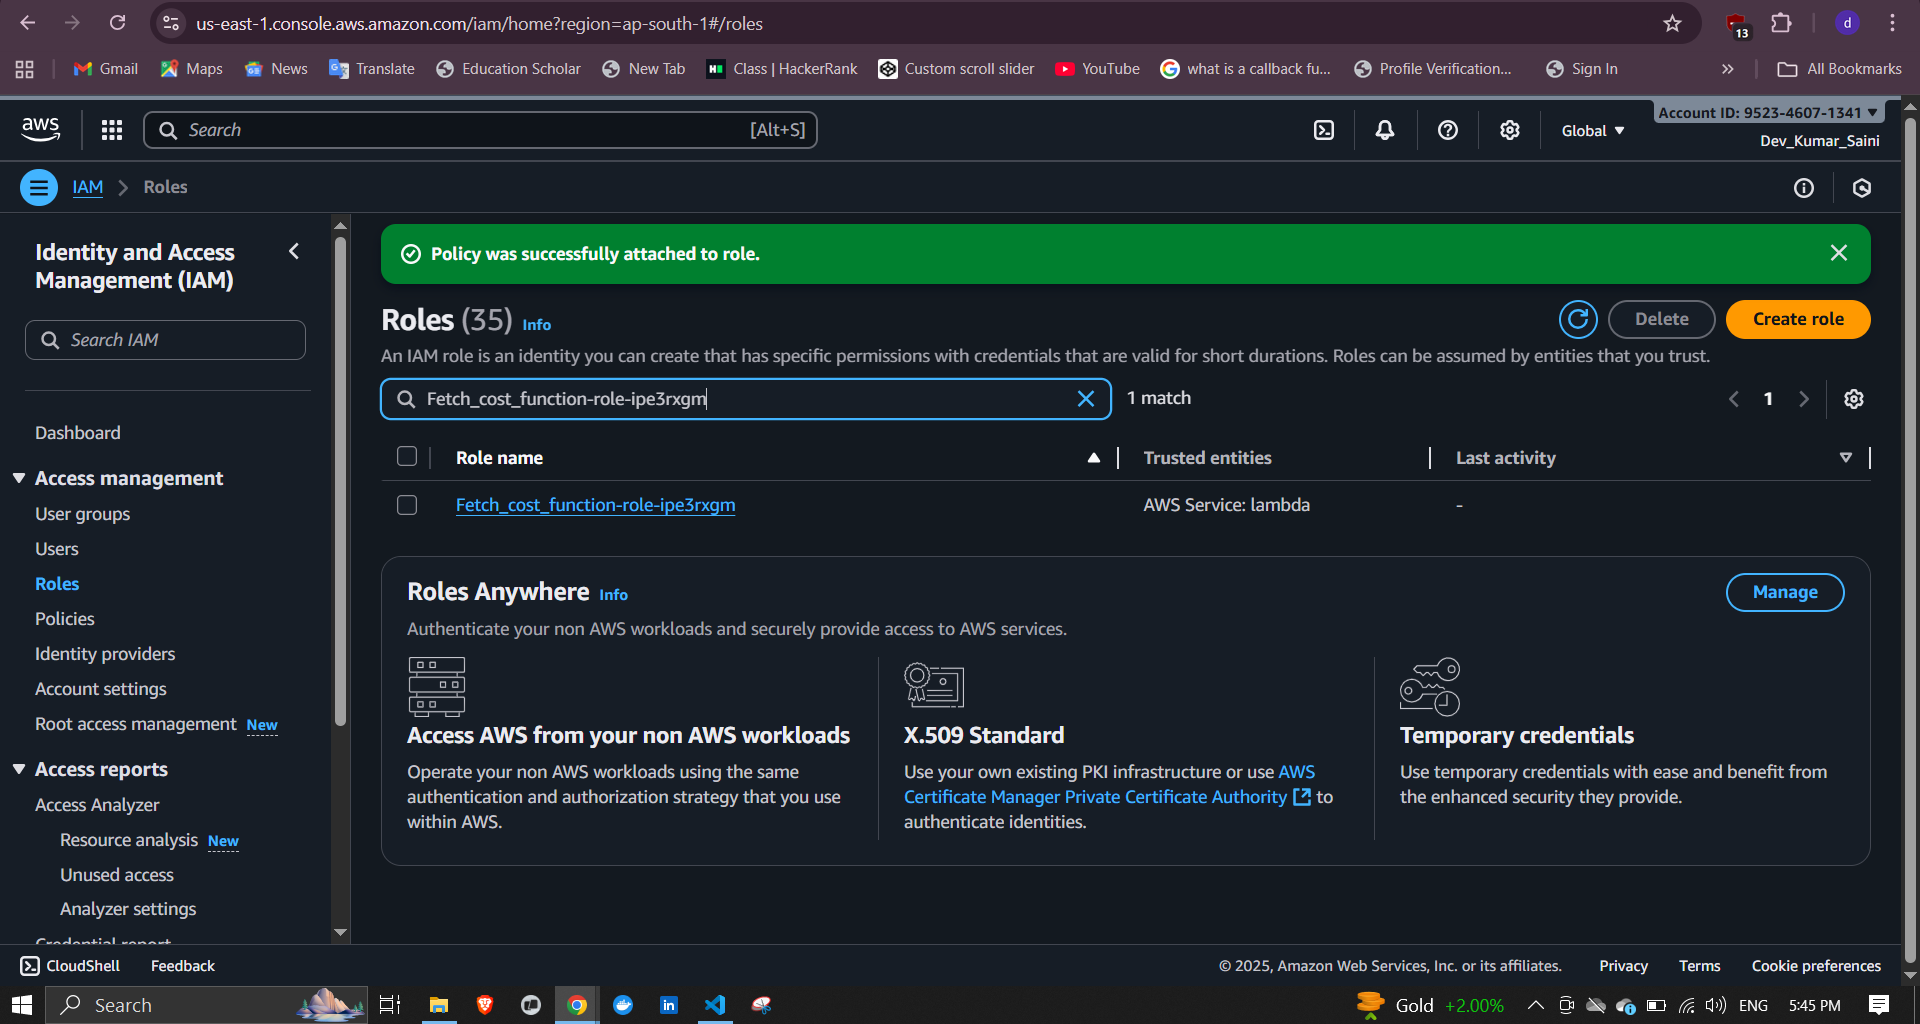 us-east-1.console.aws.amazon.com/iam/home?region=ap-south-1#/roles
13
d
Gmail
Maps
News
Translate
Education Scholar
New Tab
Class | HackerRank
Custom scroll slider
YouTube
what is a callback fu...
Profile Verification...
Sign In
All Bookmarks
aws
Search
[Alt+S]
Global
Account ID: 9523-4607-1341
Dev_Kumar_Saini
IAM
Roles
Identity and Access
Management (IAM)
Search IAM
Dashboard
Access management
User groups
Users
Roles
Policies
Identity providers
Account settings
Root access management New
Access reports
Access Analyzer
Resource analysis New
Unused access
Analyzer settings
Credential report
Policy was successfully attached to role.
Roles (35) Info
Delete
Create role
An IAM role is an identity you can create that has specific permissions with credentials that are valid for short durations. Roles can be assumed by entities that you trust.
Fetch_cost_function-role-ipe3rxgm
1 match
1
Role name
Trusted entities
Last activity
Fetch_cost_function-role-ipe3rxgm
AWS Service: lambda
-
Roles Anywhere Info
Manage
Authenticate your non AWS workloads and securely provide access to AWS services.
Access AWS from your non AWS workloads
Operate your non AWS workloads using the same
authentication and authorization strategy that you use
within AWS.
X.509 Standard
Use your own existing PKI infrastructure or use AWS
Certificate Manager Private Certificate Authority to
authenticate identities.
Temporary credentials
Use temporary credentials with ease and benefit from
the enhanced security they provide.
CloudShell
Feedback
© 2025, Amazon Web Services, Inc. or its affiliates.
Privacy
Terms
Cookie preferences
Search
Gold +2.00%
ENG
5:45 PM